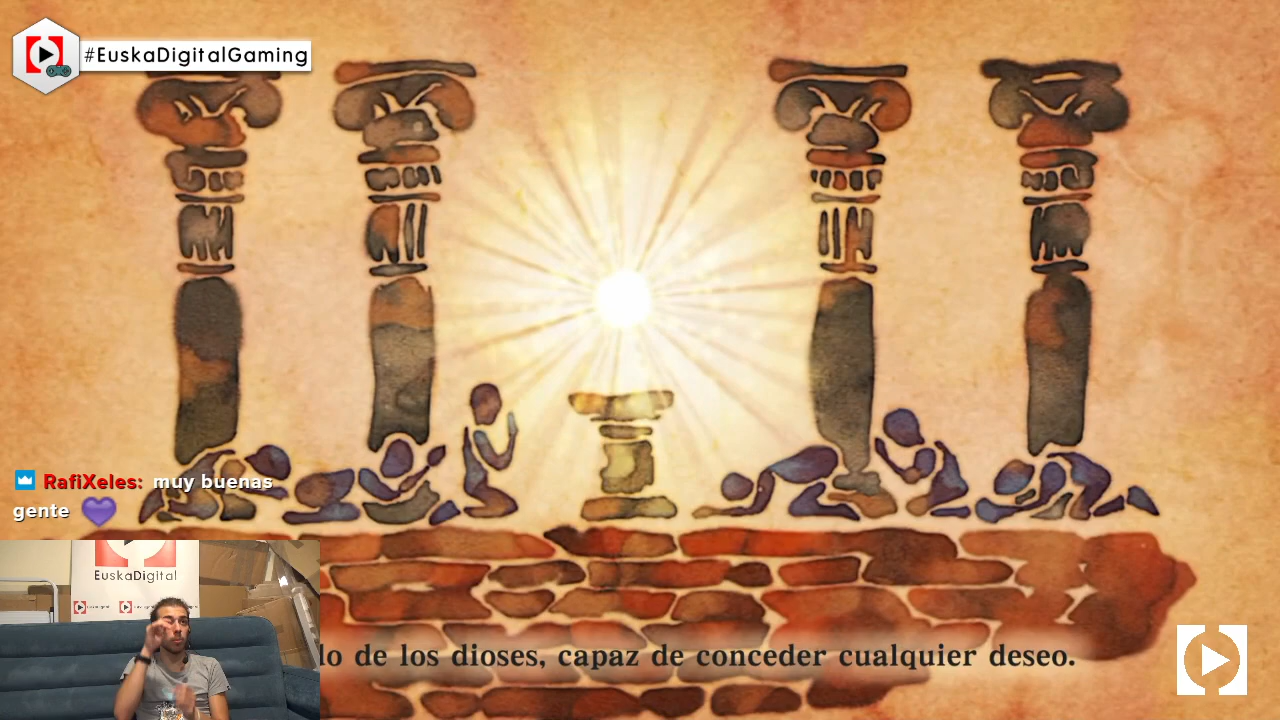 #EuskaDigitalGaming
RafiXeles: muy buenas
gente
EuskaDigital
lo de los dioses, capaz de conceder cualquier deseo.